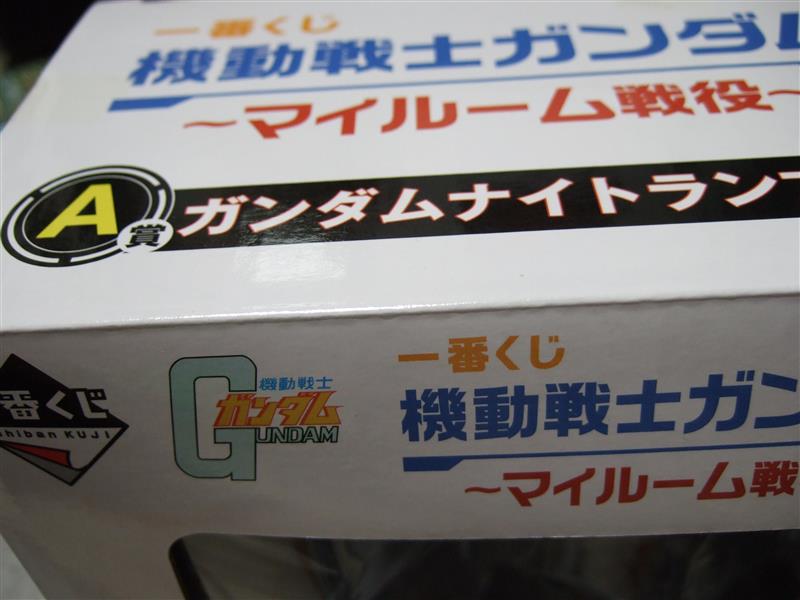 一番くじ
機動戦士ガンダム
~マイルーム戦役~
A賞
ガンダムナイトラン
番くじ
hiban KUJI
機動戦士
ガンダム
GUNDAM
一番くじ
機動戦士ガン
~マイルーム戦